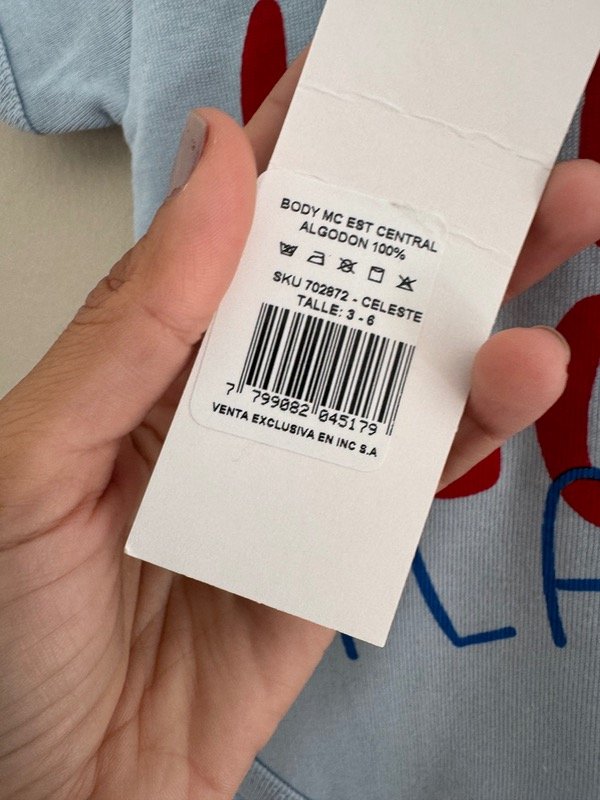 BODY MC EST CENTRAL
ALGODON 100%
SKU 702872 - CELESTE
TALLE: 3 - 6
7 799082 045179
VENTA EXCLUSIVA EN INC S.A